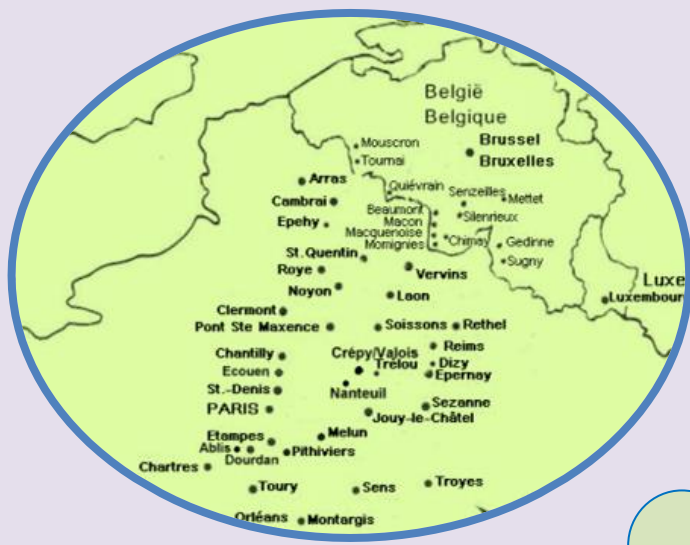 België
Belgique
Brussel
Bruxelles
Mouscron
Tournai
Arras
Quiévrain
Senzeilles
Mettet
Cambrai
Beaumont
Silenrieux
Epehy
Macon
Macquenoise
Momignies
Chimay
Gedinne
St.Quentin
Sugny
Roye
Vervins
Luxe
Noyon
Laon
Luxembour
Clermont
Pont Ste Maxence
Soissons
Rethel
Reims
Chantilly
Crépy/Valois
Trélou
Dizy
Ecouen
Epernay
St.-Denis
Nanteuil
PARIS
Sezanne
Jouy-le-Châtel
Etampes
Melun
Ablis
Pithiviers
Dourdan
Chartres
Toury
Sens
Troyes
Orléans
Montargis